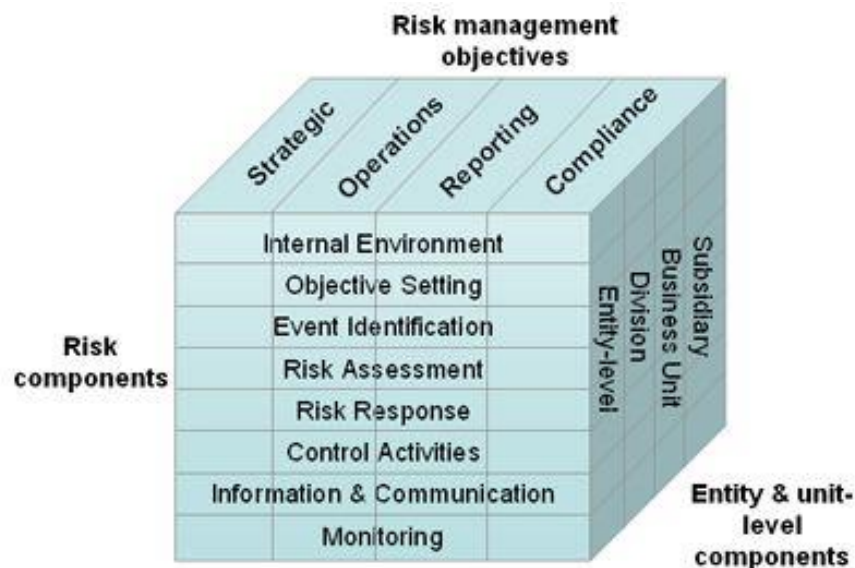 Risk management
objectives
Strategic
Operations
Reporting
Compliance
Internal Environment
Objective Setting
Event Identification
Risk Assessment
Risk Response
Control Activities
Information & Communication
Monitoring
Risk
components
Entity-level
Division
Business Unit
Subsidiary
Entity & unit-
level
components